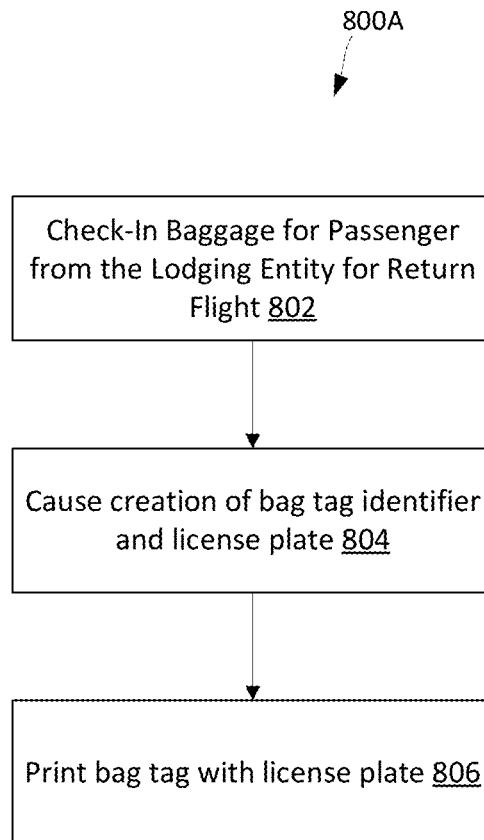 800A
Check-In Baggage for Passenger
from the Lodging Entity for Return
Flight 802
Cause creation of bag tag identifier
and license plate 804
Print bag tag with license plate 806